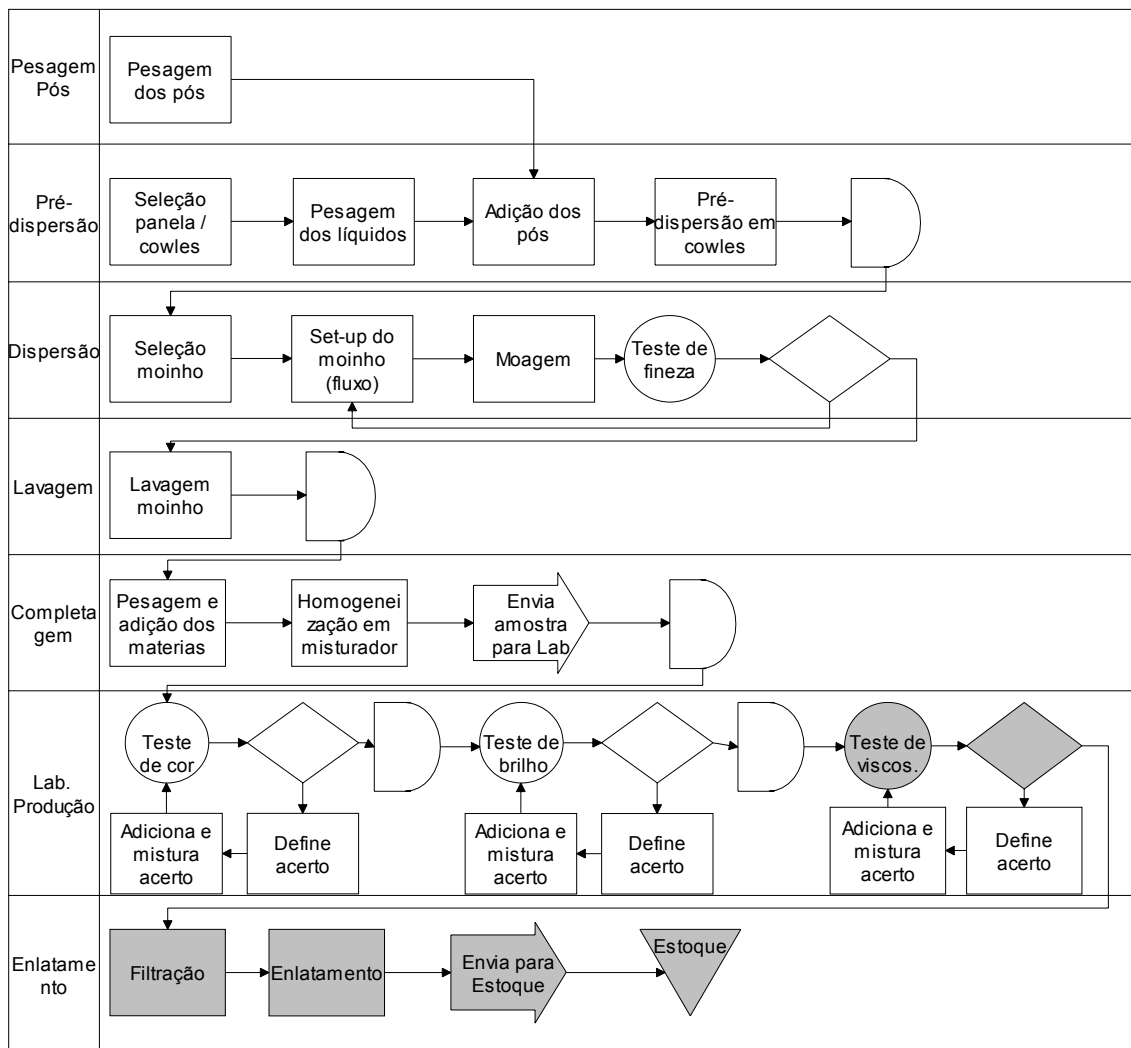 Pesagem
Pós
Pesagem
dos pós
Pré-
dispersão
Seleção
panela /
cowles
Pesagem
dos líquidos
Adição dos
pós
Pré-
dispersão em
cowles
Dispersão
Seleção
moinho
Set-up do
moinho
(fluxo)
Moagem
Teste de
fineza
Lavagem
Lavagem
moinho
Completa
gem
Pesagem e
adição dos
materias
Homogenei
zação em
misturador
Envia
amostra
para Lab
Lab.
Produção
Teste
de cor
Teste de
brilho
Teste de
viscos.
Adiciona e
mistura
acerto
Define
acerto
Adiciona e
mistura
acerto
Define
acerto
Adiciona e
mistura
acerto
Define
acerto
Enlatame
nto
Filtração
Enlatamento
Envia para
Estoque
Estoque